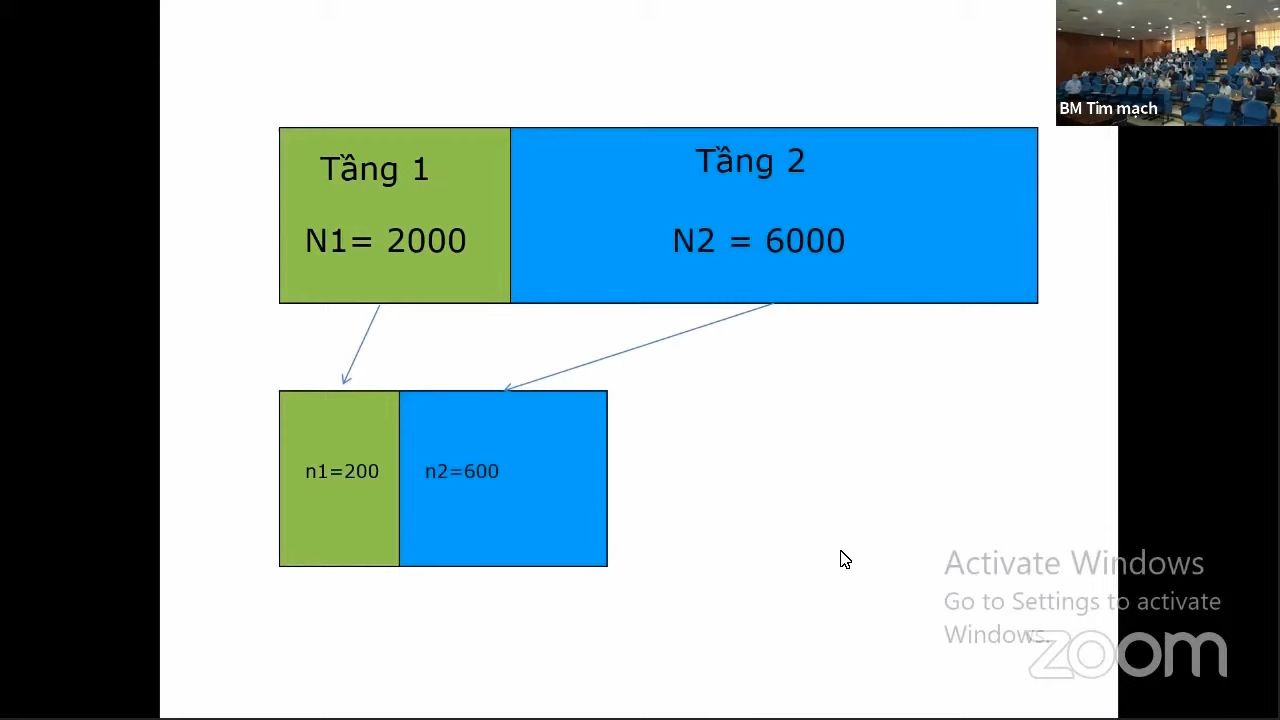 BM Tim mạch
Tầng 1
Tầng 2
N1= 2000
N2 = 6000
n1=200
n2=600
Activate Windows
Go to Settings to activate
Windows.
zoom